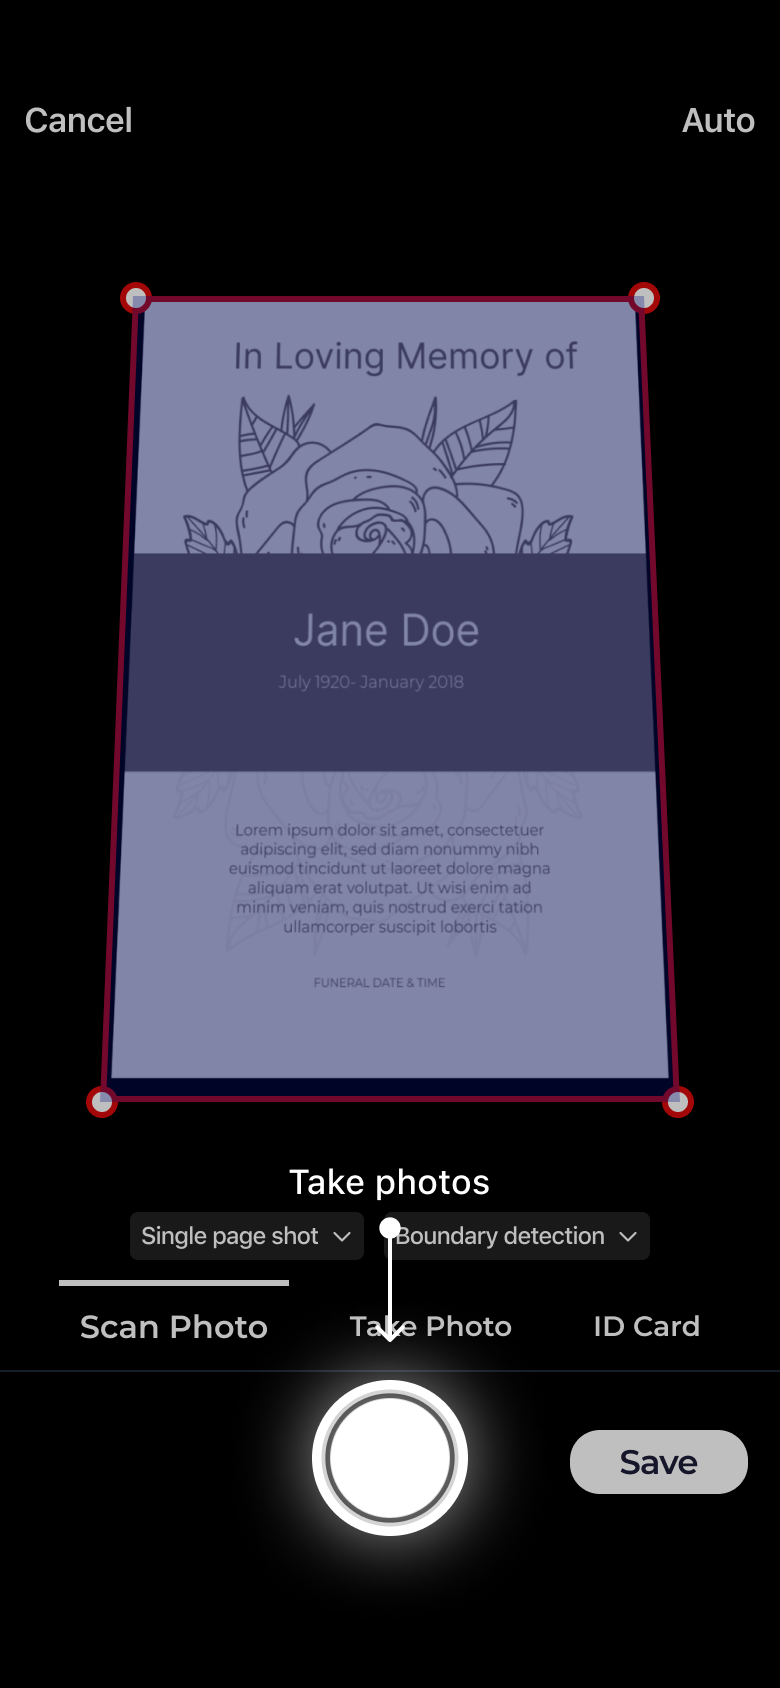 Cancel
Auto
In Loving Memory of
Jane Doe
July 1920- January 2018
Lorem ipsum dolor sit amet, consectetuer
adipiscing elit, sed diam nonummy nibh
euismod tincidunt ut laoreet dolore magna
aliquam erat volutpat. Ut wisi enim ad
minim veniam, quis nostrud exerci tation
ullamcorper suscipit lobortis
FUNERAL DATE & TIME
Take photos
Single page shot
Boundary detection
Scan Photo
Take Photo
ID Card
Save